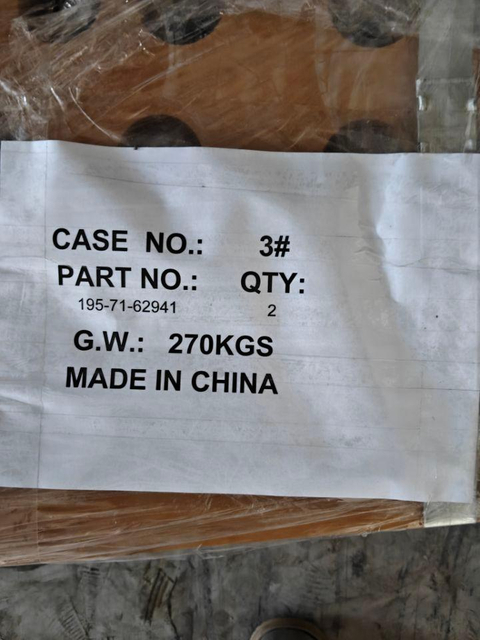 CASE NO.: 3#
PART NO.: QTY:
195-71-62941 2
G.W.: 270KGS
MADE IN CHINA